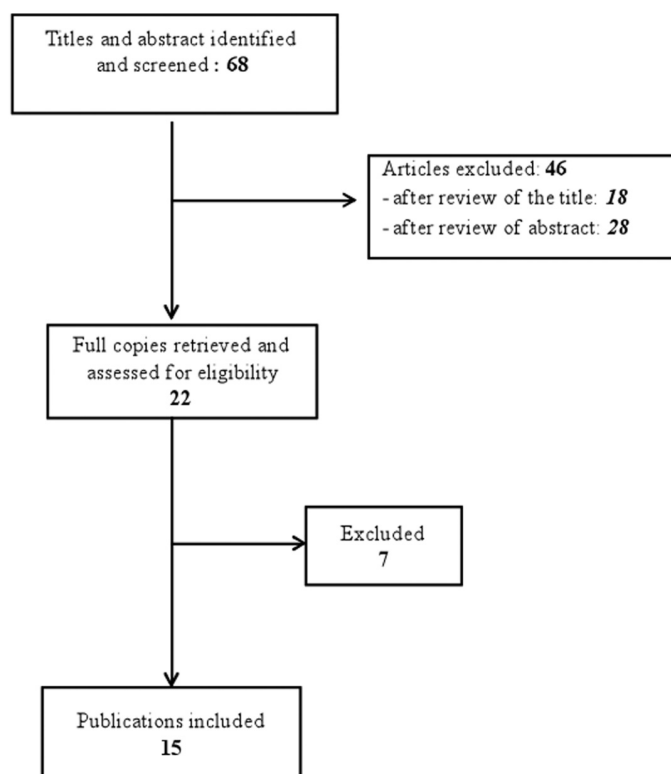 Titles and abstract identified
and screened : 68
Articles excluded: 46
- after review of the title: 18
- after review of abstract: 28
Full copies retrieved and
assessed for eligibility
22
Excluded
7
Publications included
15